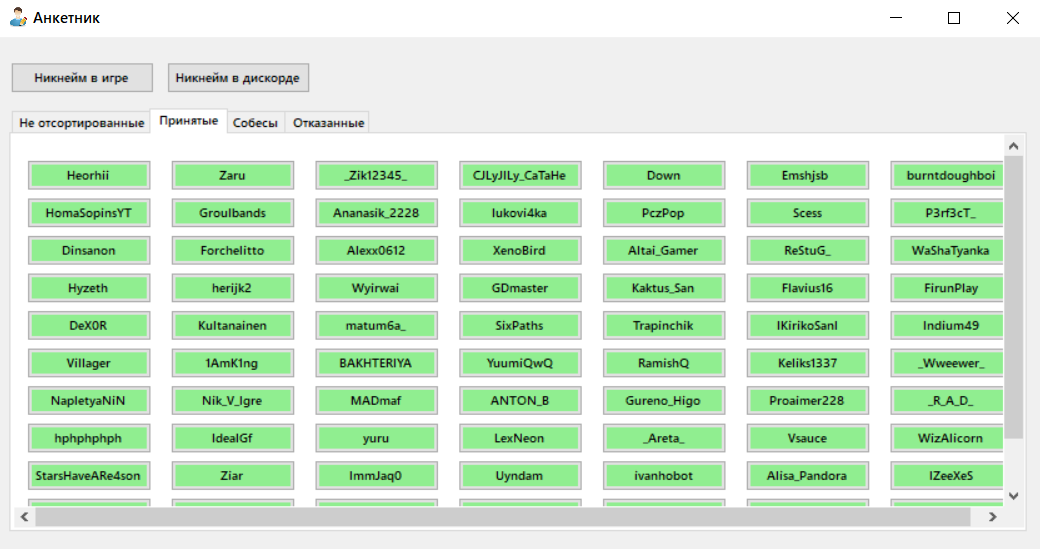 Анкетник
Никнейм в игре Никнейм в дискорде
Не отсортированные Принятые Собесы Отказанные
Heorhii Zaru _Zik12345_ CJLyJILy_CaTaHe Down Emshjsb burntdoughboi
HomaSopinsYT Groulbands Ananasik_2228 lukovi4ka PczPop Scess P3rf3cT_
Dinsanon Forchelitto Alexx0612 XenoBird Altai_Gamer ReStuG_ WaShaTyanka
Hyzeth herijk2 Wyirwai GDmaster Kaktus_San Flavius16 FirunPlay
DeX0R Kultanainen matum6a_ SixPaths Trapinchik IKirikoSanI Indium49
Villager 1AmK1ng BAKHTERIYA YuumiQwQ RamishQ Keliks1337 _Wweewer_
NapletyaNiN Nik_V_Igre MADmaf ANTON_B Gureno_Higo Proaimer228 _R_A_D_
hphphphph IdealGf yuru LexNeon _Areta_ Vsauce WizAlicorn
StarsHaveARe4son Ziar ImmJaq0 Uyndam ivanhobot Alisa_Pandora IZeeXeS